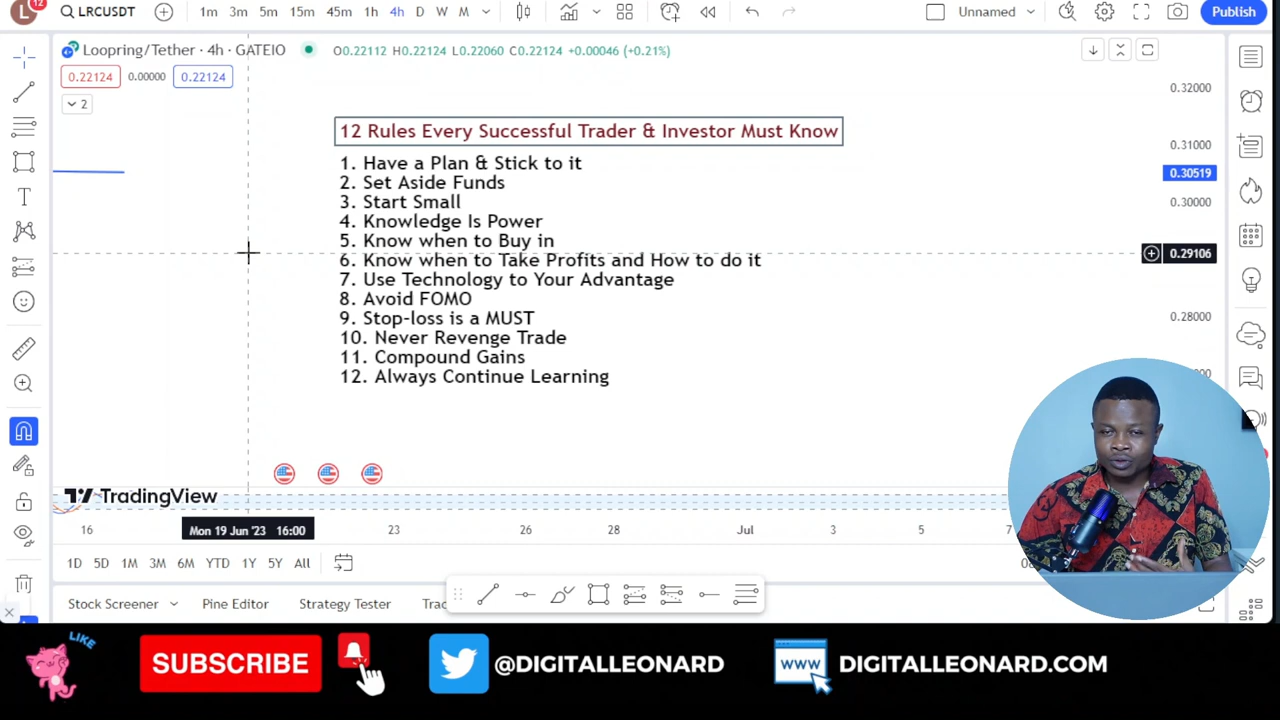 L 12 LRCUSDT 1m 3m 5m 15m 45m 1h 4h D W M Unnamed Publish
Loopring/Tether · 4h · GATEIO O0.22112 H0.22124 L0.22060 C0.22124 +0.00046 (+0.21%)
0.22124 0.00000 0.22124
2
0.32000
12 Rules Every Successful Trader & Investor Must Know
0.31000
1. Have a Plan & Stick to it
0.30519
2. Set Aside Funds
3. Start Small
0.30000
4. Knowledge Is Power
5. Know when to Buy in
0.29106
6. Know when to Take Profits and How to do it
7. Use Technology to Your Advantage
8. Avoid FOMO
9. Stop-loss is a MUST
0.28000
10. Never Revenge Trade
11. Compound Gains
12. Always Continue Learning
TradingView
16 Mon 19 Jun '23 16:00 23 26 28 Jul 3 5 7
1D 5D 1M 3M 6M YTD 1Y 5Y All
Stock Screener Pine Editor Strategy Tester
LIKE SUBSCRIBE @DIGITALLEONARD WWW DIGITALLEONARD.COM